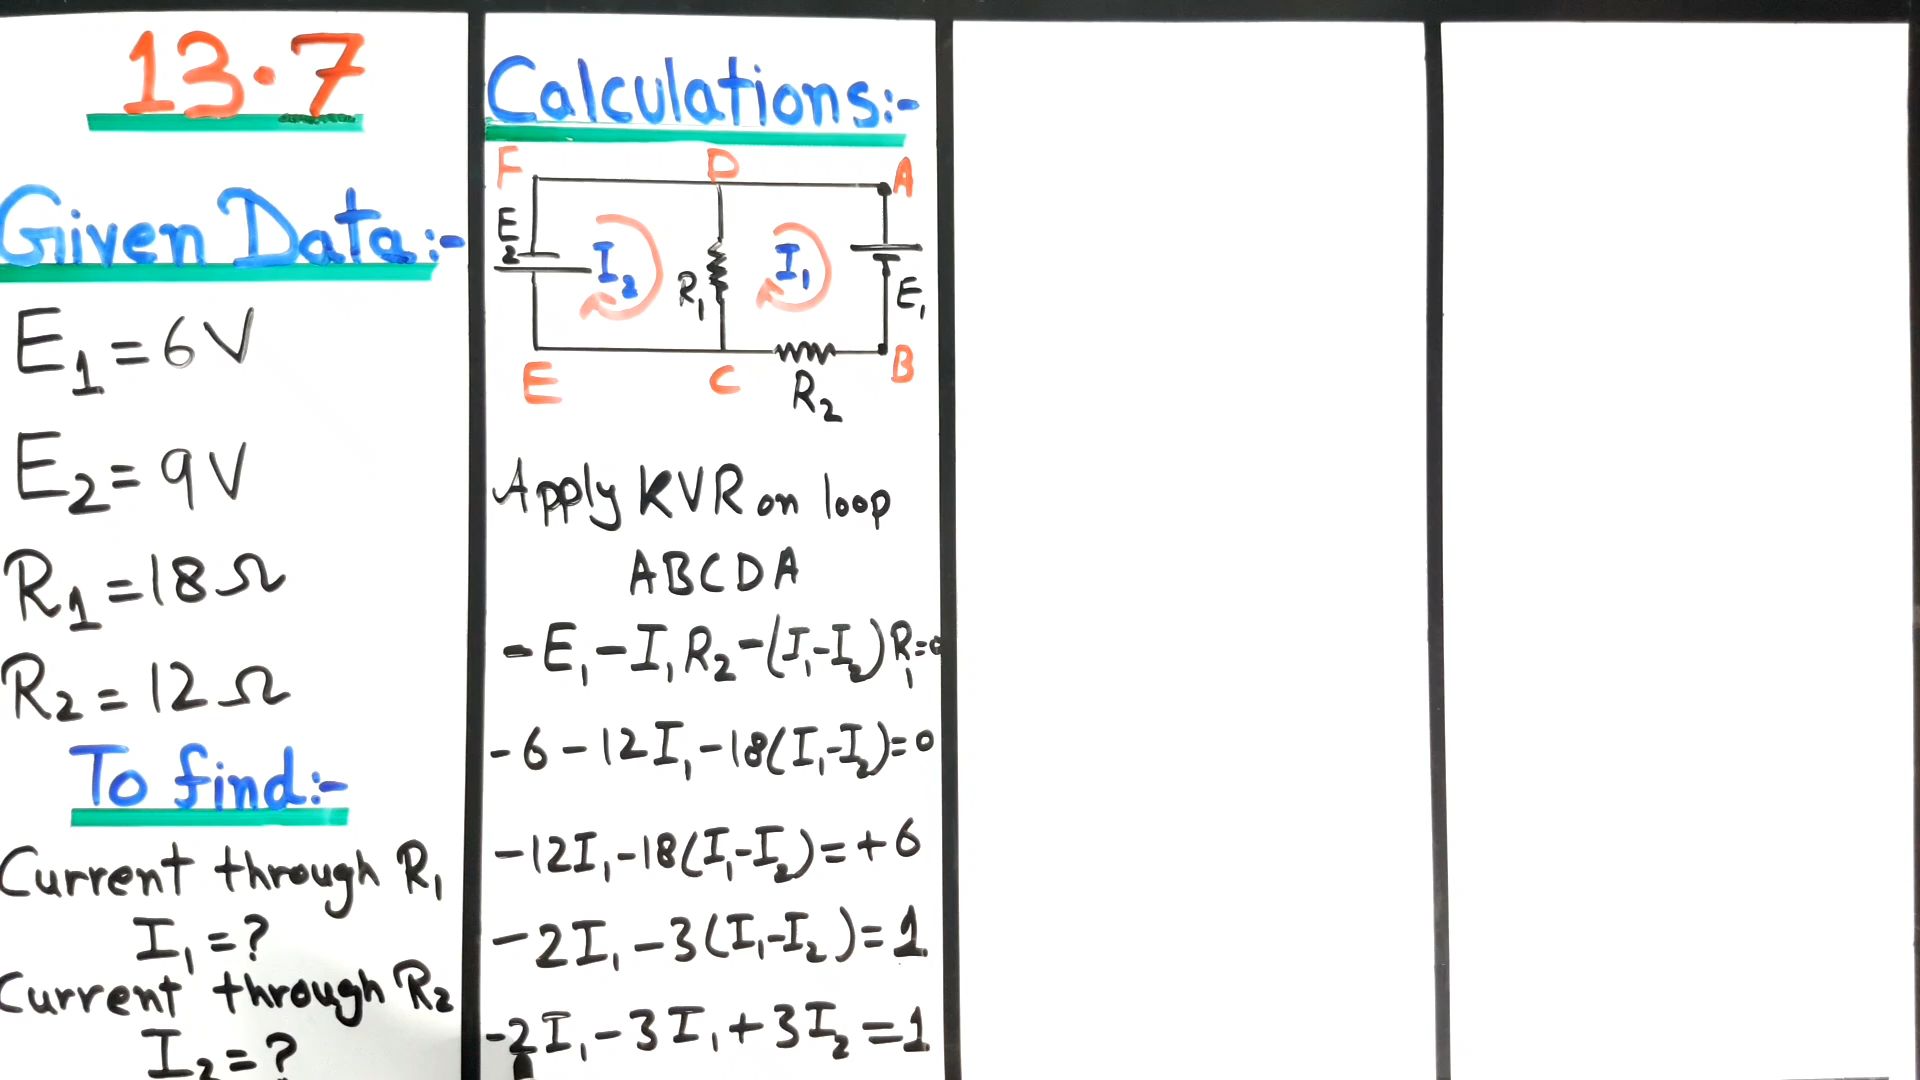 13.7
Given Data:-
E₁ = 6V
E₂ = 9V
R₁ = 18Ω
R₂ = 12Ω
To find:-
Current through R₁
I₁ = ?
Current through R₂
I₂ = ?
Calculations:-
F D A
E₂ I₂ R₁ I₁ E₁
E C B
R₂
Apply KVR on loop
ABCDA
-E₁ - I₁R₂ - (I₁-I₂)R₁ = 0
-6 - 12I₁ - 18(I₁-I₂) = 0
-12I₁ - 18(I₁-I₂) = +6
-2I₁ - 3(I₁-I₂) = 1
-2I₁ - 3I₁ + 3I₂ = 1